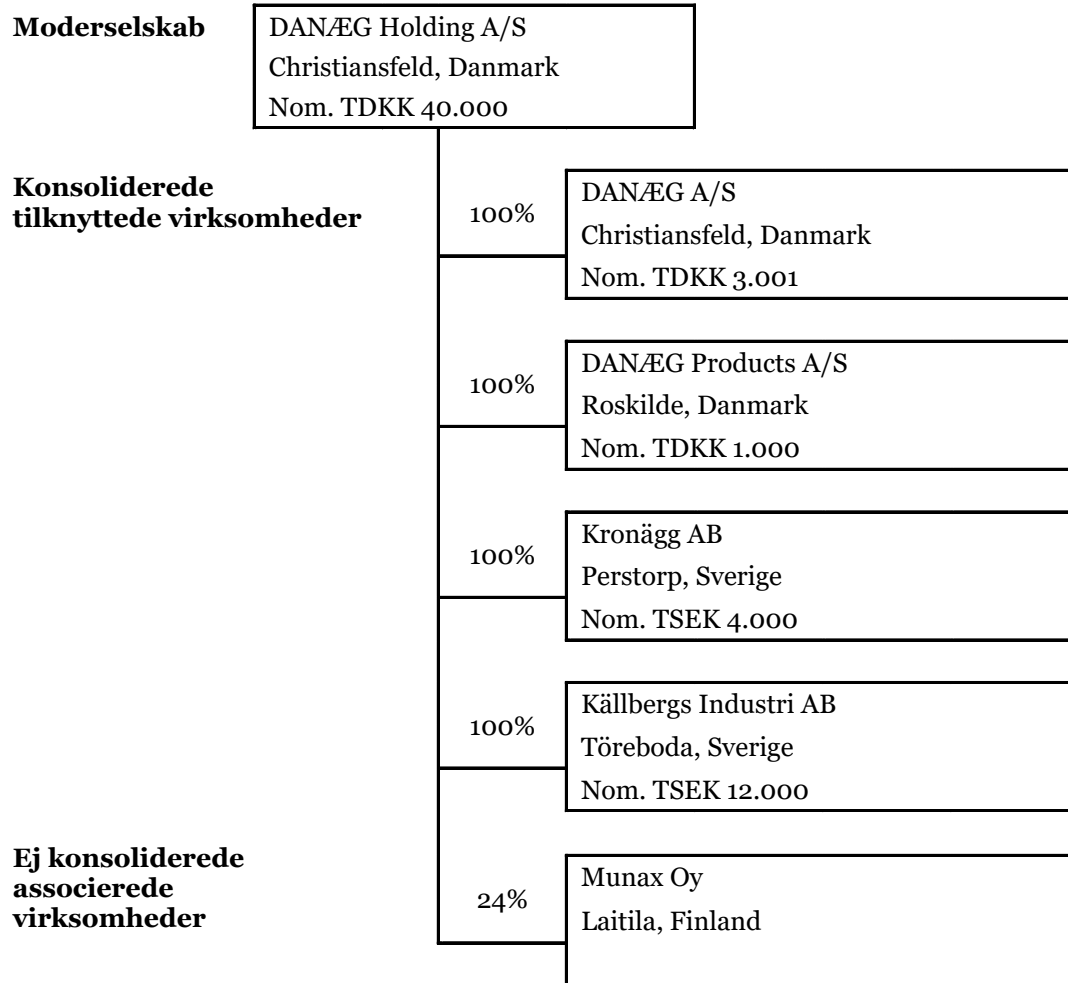 Moderselskab
DANÆG Holding A/S
Christiansfeld, Danmark
Nom. TDKK 40.000
Konsoliderede
tilknyttede virksomheder
100%
DANÆG A/S
Christiansfeld, Danmark
Nom. TDKK 3.001
100%
DANÆG Products A/S
Roskilde, Danmark
Nom. TDKK 1.000
100%
Kronägg AB
Perstorp, Sverige
Nom. TSEK 4.000
100%
Källbergs Industri AB
Töreboda, Sverige
Nom. TSEK 12.000
Ej konsoliderede
associerede
virksomheder
24%
Munax Oy
Laitila, Finland